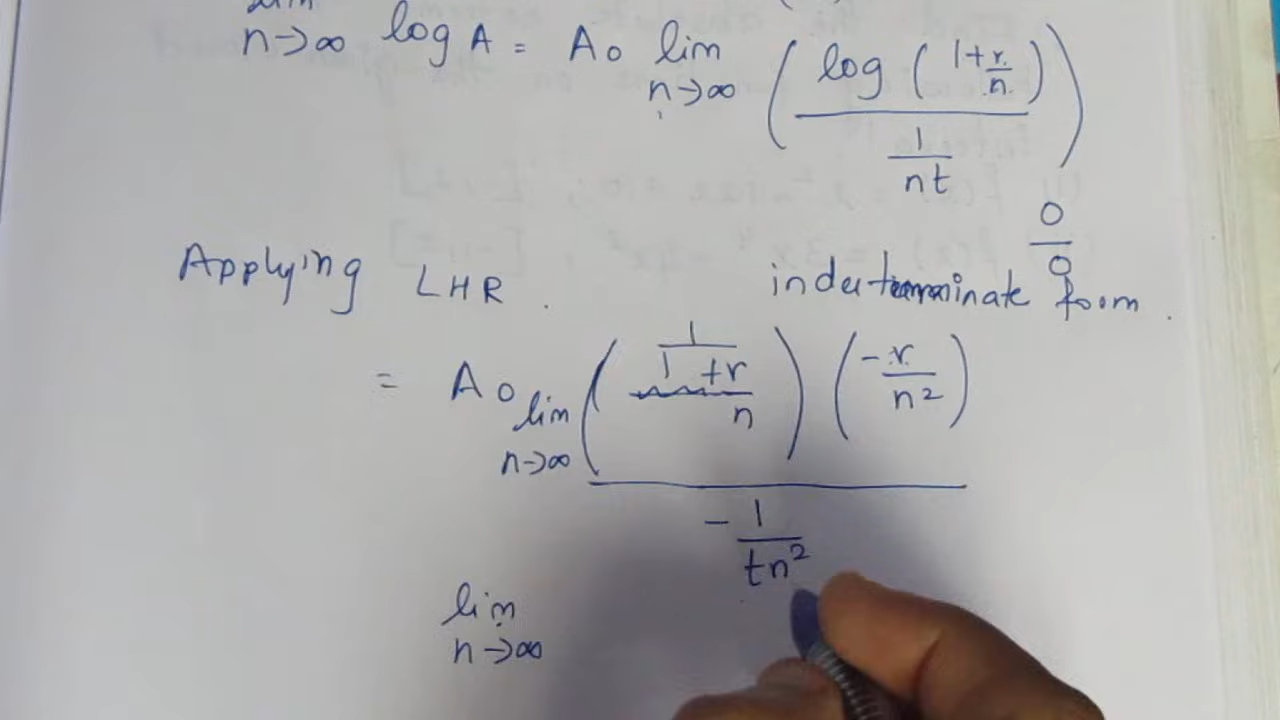 lim n→∞ log A = A₀ lim n→∞ ( log ( 1+r/n ) / 1/nt )
0/0
Applying LHR . indeterminate form .
= A₀ lim n→∞ ( 1/1 +r/n ) ( -r/n² ) / - 1/tn²
lim n→∞